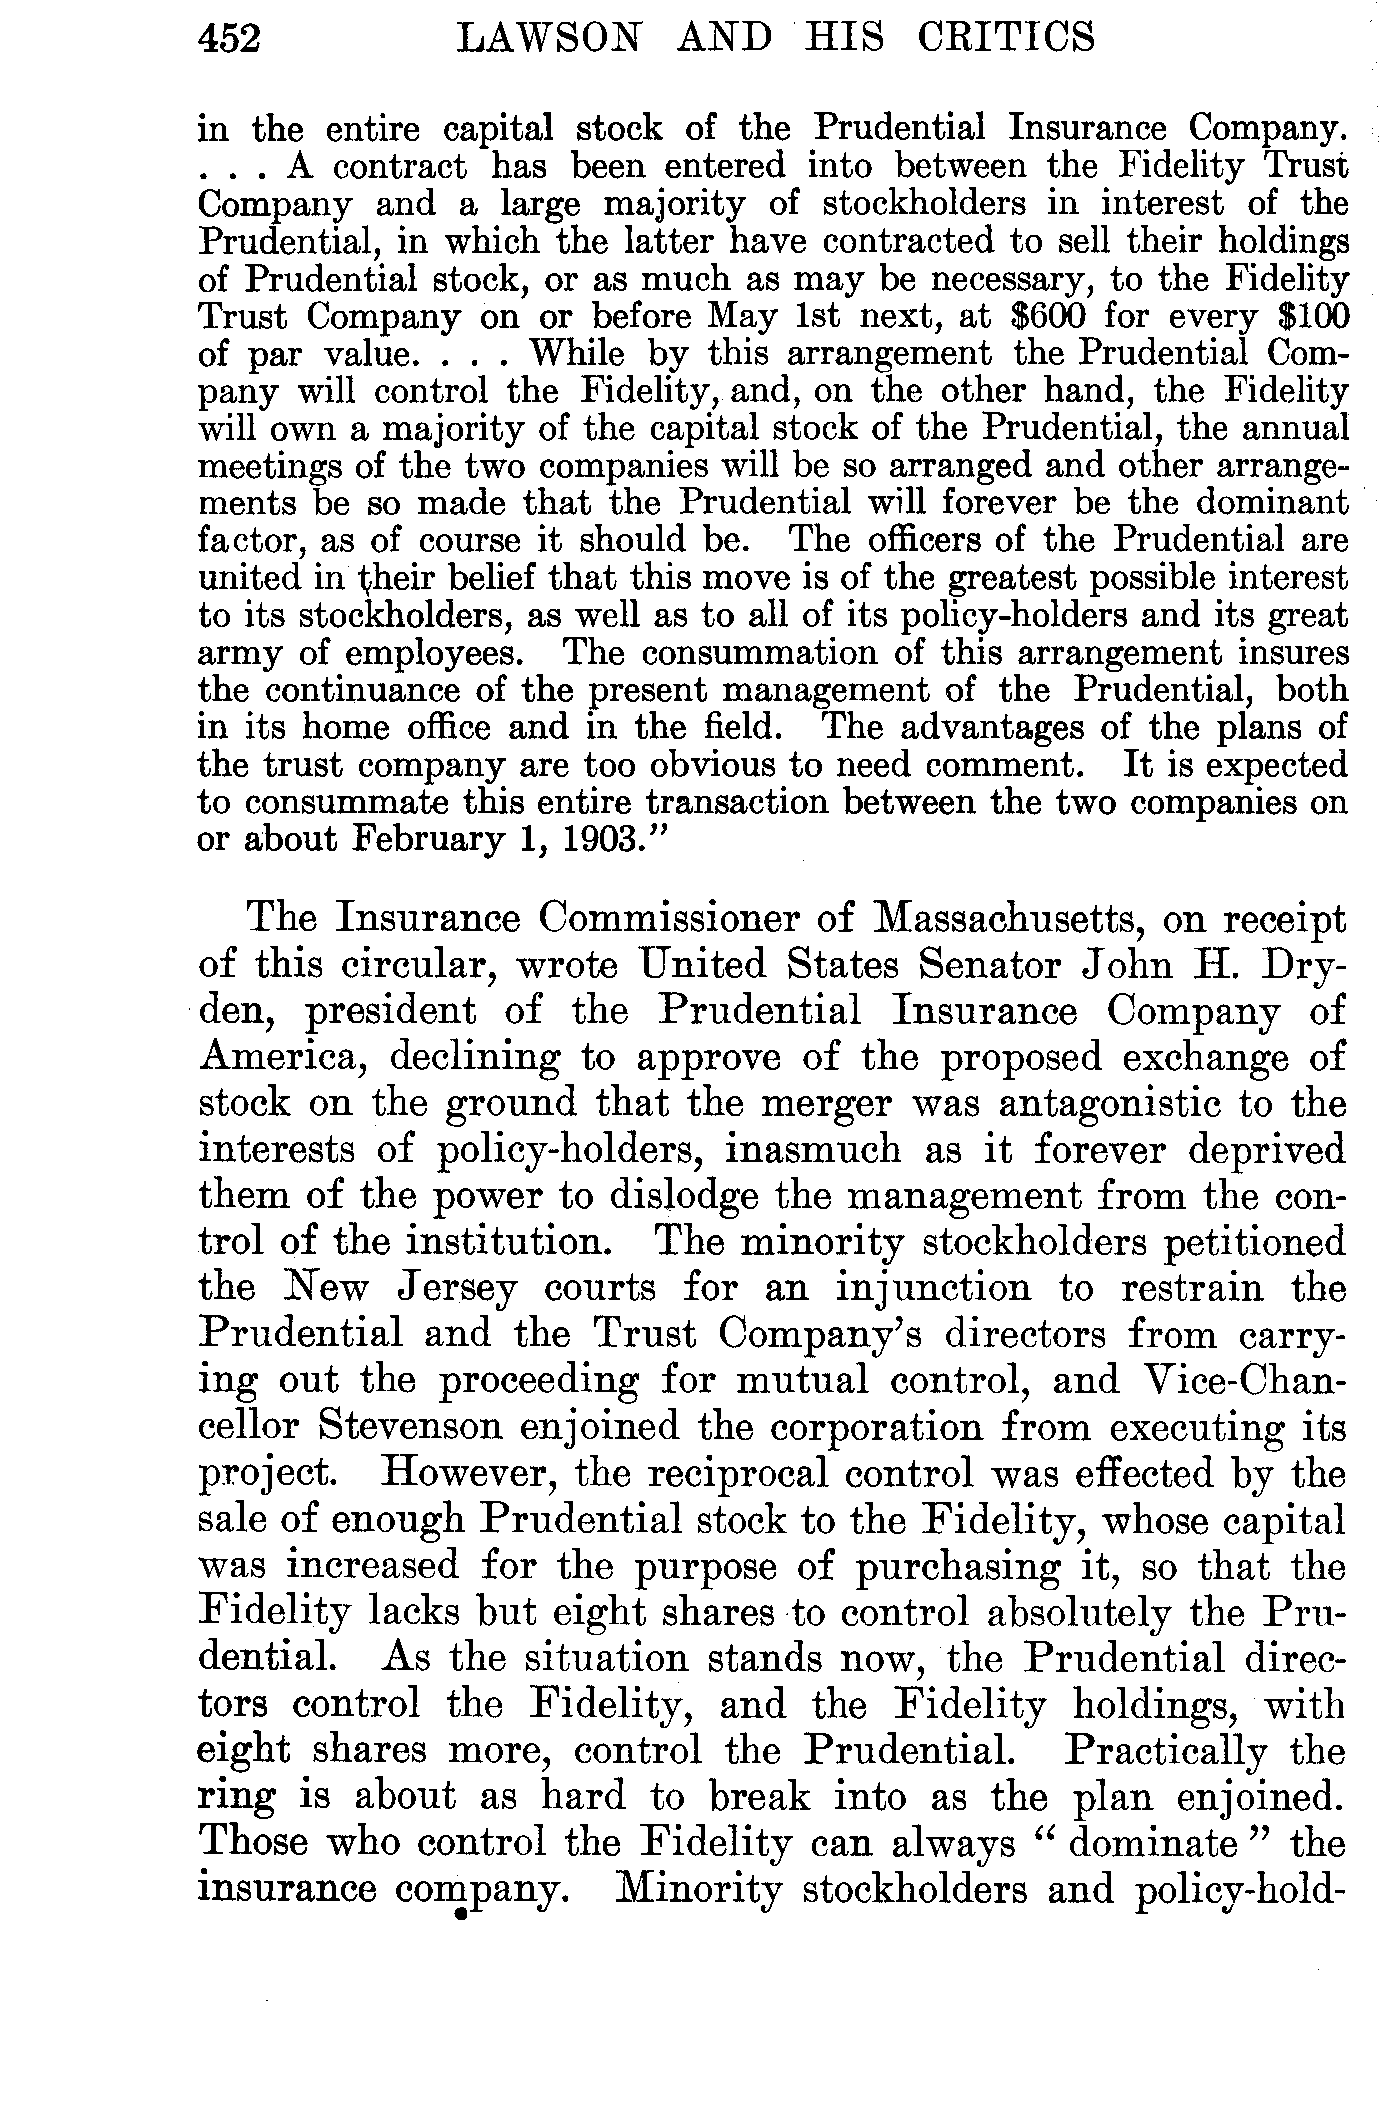 452 LAWSON AND HIS CRITICS
in the entire capital stock of the Prudential Insurance Company.
. . . A contract has been entered into between the Fidelity Trust
Company and a large majority of stockholders in interest of the
Prudential, in which the latter have contracted to sell their holdings
of Prudential stock, or as much as may be necessary, to the Fidelity
Trust Company on or before May 1st next, at $600 for every $100
of par value. . . . While by this arrangement the Prudential Com-
pany will control the Fidelity, and, on the other hand, the Fidelity
will own a majority of the capital stock of the Prudential, the annual
meetings of the two companies will be so arranged and other arrange-
ments be so made that the Prudential will forever be the dominant
factor, as of course it should be. The officers of the Prudential are
united in their belief that this move is of the greatest possible interest
to its stockholders, as well as to all of its policy-holders and its great
army of employees. The consummation of this arrangement insures
the continuance of the present management of the Prudential, both
in its home office and in the field. The advantages of the plans of
the trust company are too obvious to need comment. It is expected
to consummate this entire transaction between the two companies on
or about February 1, 1903.”
The Insurance Commissioner of Massachusetts, on receipt
of this circular, wrote United States Senator John H. Dry-
den, president of the Prudential Insurance Company of
America, declining to approve of the proposed exchange of
stock on the ground that the merger was antagonistic to the
interests of policy-holders, inasmuch as it forever deprived
them of the power to dislodge the management from the con-
trol of the institution. The minority stockholders petitioned
the New Jersey courts for an injunction to restrain the
Prudential and the Trust Company’s directors from carry-
ing out the proceeding for mutual control, and Vice-Chan-
cellor Stevenson enjoined the corporation from executing its
project. However, the reciprocal control was effected by the
sale of enough Prudential stock to the Fidelity, whose capital
was increased for the purpose of purchasing it, so that the
Fidelity lacks but eight shares to control absolutely the Pru-
dential. As the situation stands now, the Prudential direc-
tors control the Fidelity, and the Fidelity holdings, with
eight shares more, control the Prudential. Practically the
ring is about as hard to break into as the plan enjoined.
Those who control the Fidelity can always “ dominate ” the
insurance company. Minority stockholders and policy-hold-